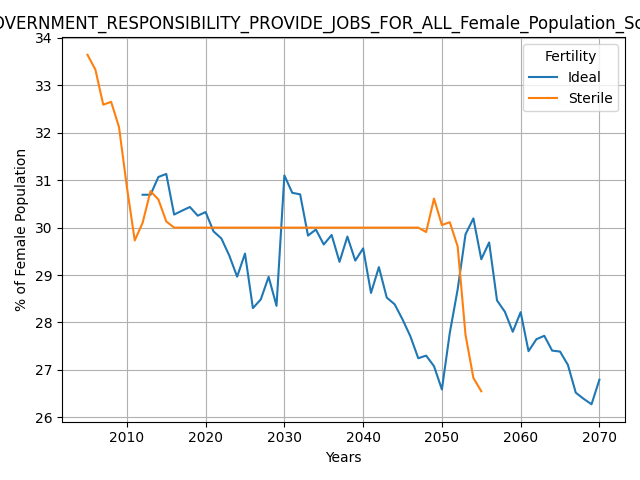 OVERNMENT_RESPONSIBILITY_PROVIDE_JOBS_FOR_ALL_Female_Population_Sc
34
33
32
31
30
29
28
27
26
% of Female Population
Fertility
Ideal
Sterile
2010 2020 2030 2040 2050 2060 2070
Years